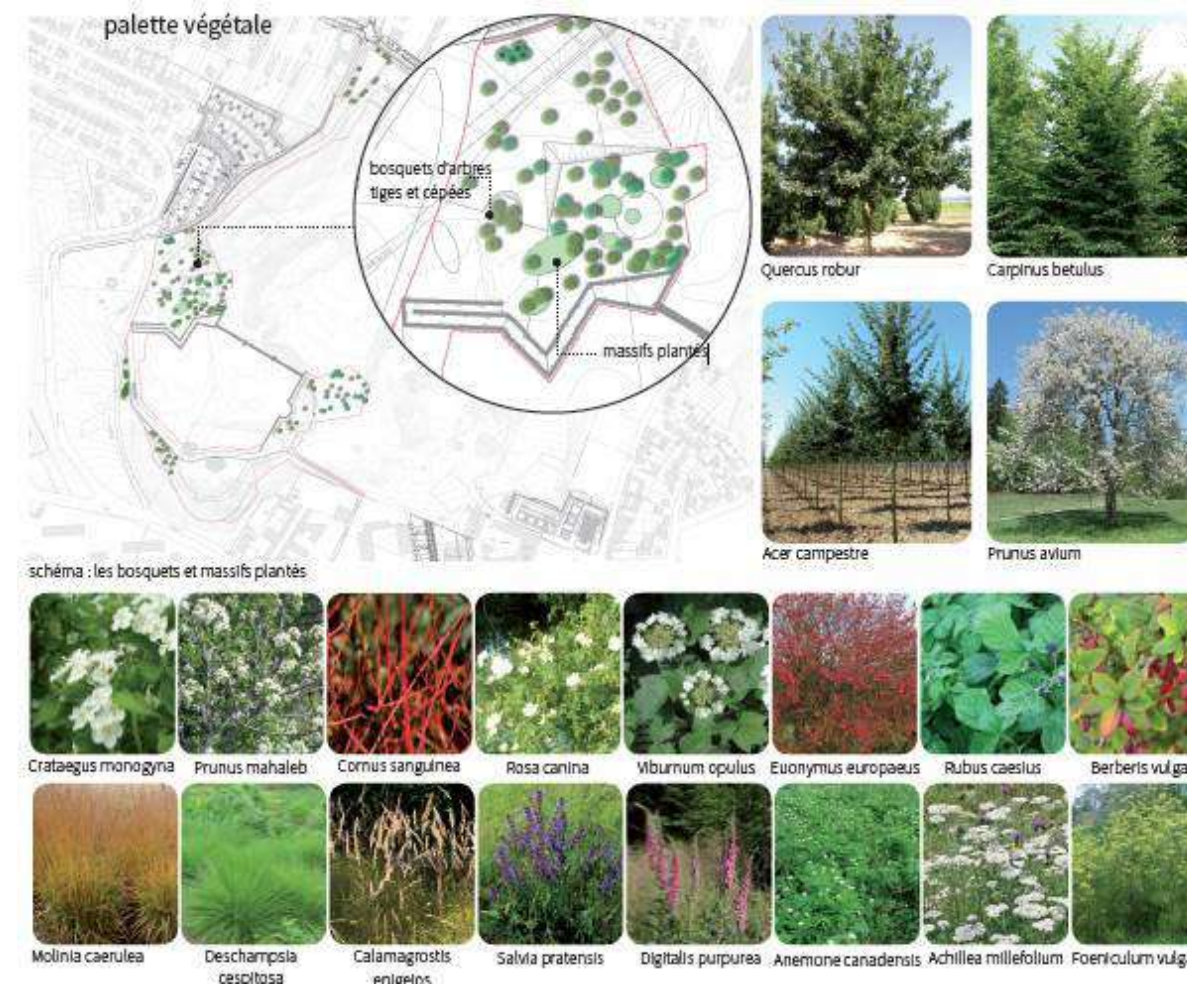 palette végétale
bosquets d'arbres
tiges et cépées
massifs plantés
Quercus robur
Carpinus betulus
Acer campestre
Prunus avium
schéma : les bosquets et massifs plantés
Crataegus monogyna
Prunus mahaleb
Cornus sanguinea
Rosa canina
Viburnum opulus
Euonymus europaeus
Rubus caesius
Berberis vulga
Molinia caerulea
Deschampsia
cespitosa
Calamagrostis
epigejos
Salvia pratensis
Digitalis purpurea
Anemone canadensis
Achillea millefolium
Foeniculum vulg